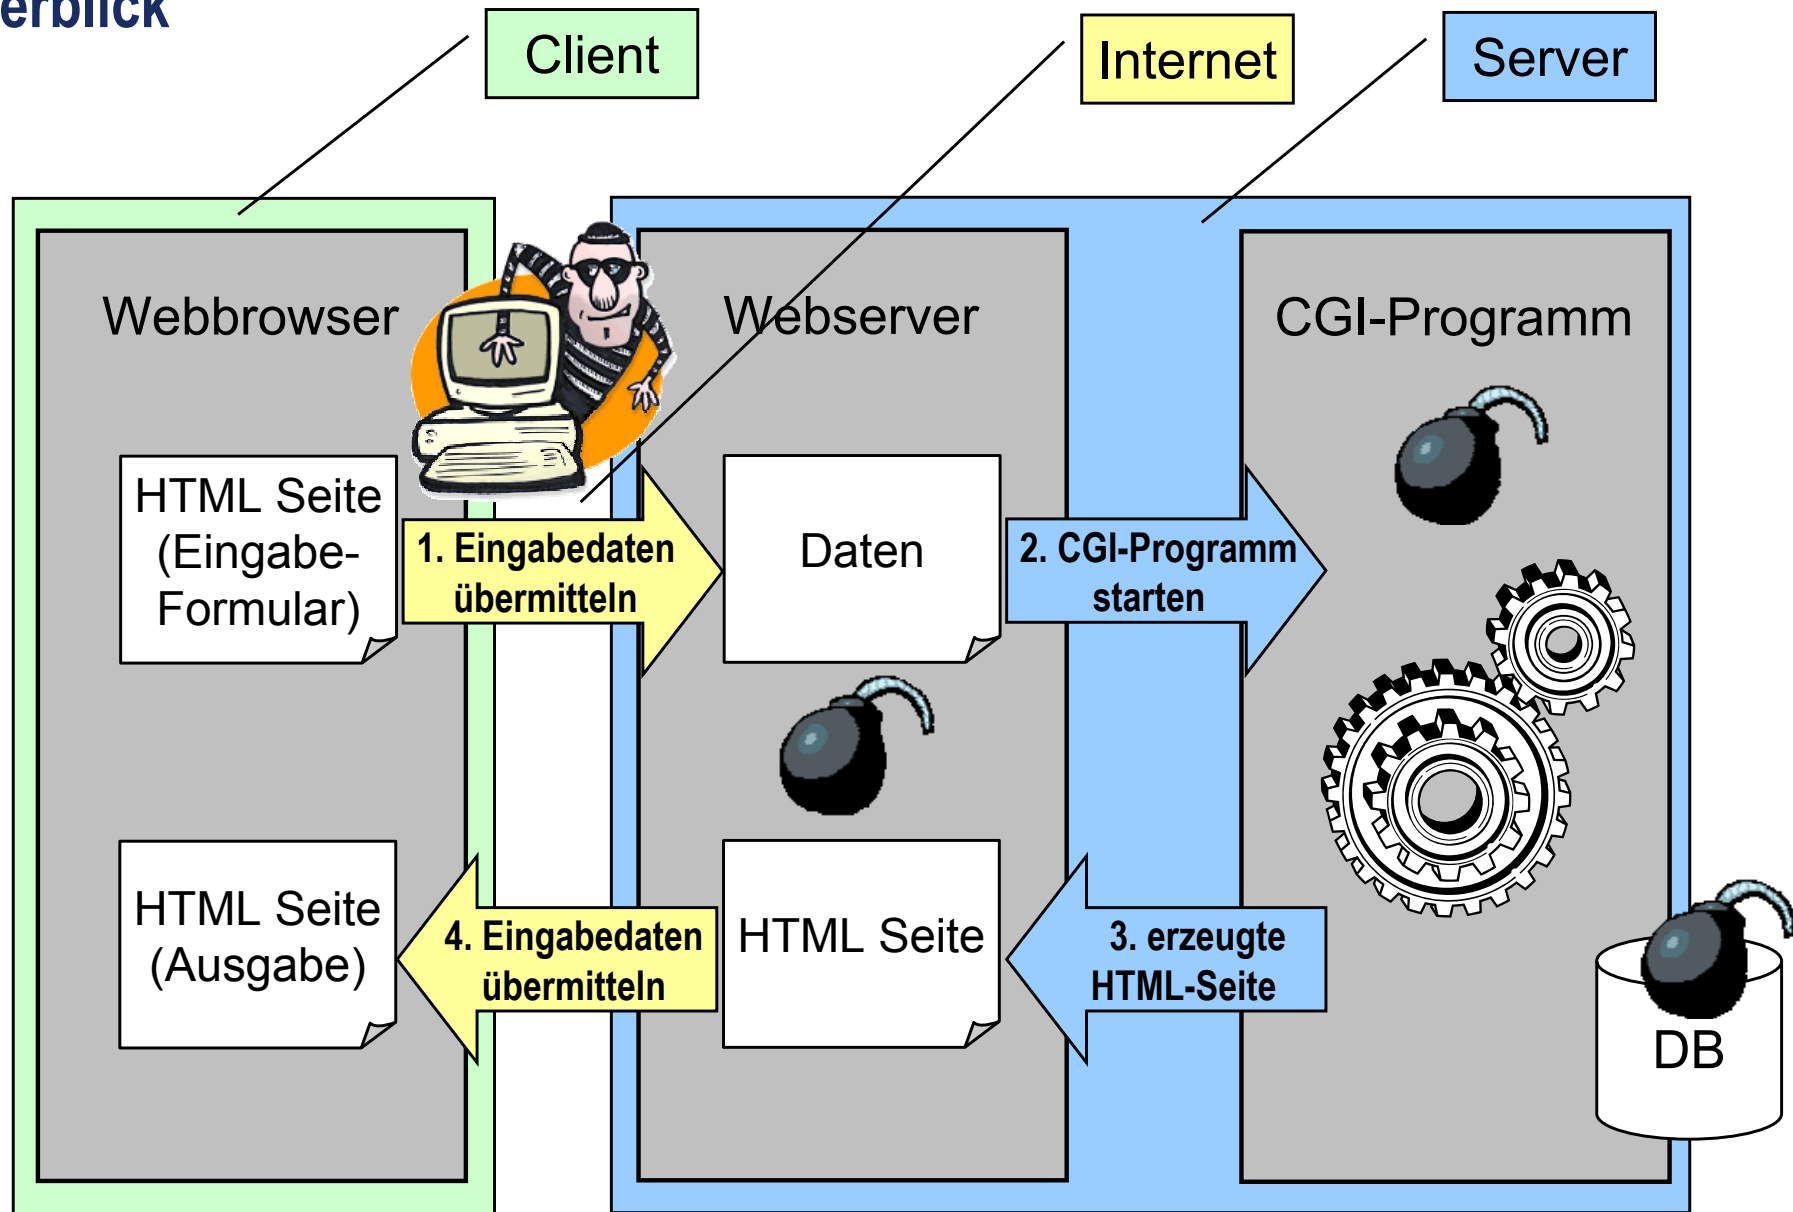 erblick
Client
Internet
Server
Webbrowser
Webserver
CGI-Programm
HTML Seite
(Eingabe-
Formular)
1. Eingabedaten
übermitteln
Daten
2. CGI-Programm
starten
HTML Seite
(Ausgabe)
4. Eingabedaten
übermitteln
HTML Seite
3. erzeugte
HTML-Seite
DB